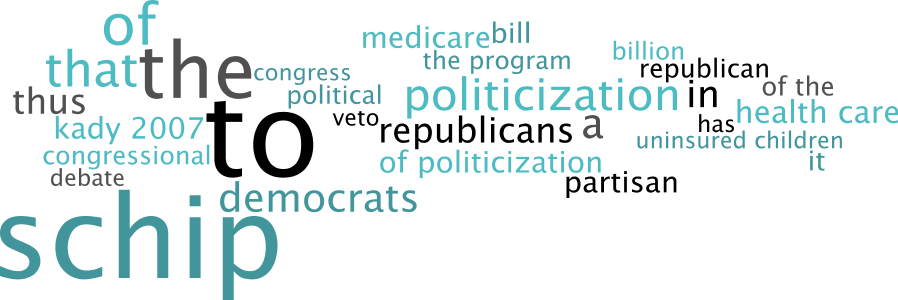 of
that
the
thus
congress
political
medicare
bill
the program
billion
republican
of the
politicization
in
health care
kady 2007
to
veto
republicans
a
has
uninsured children
congressional
of politicization
it
debate
partisan
democrats
schip